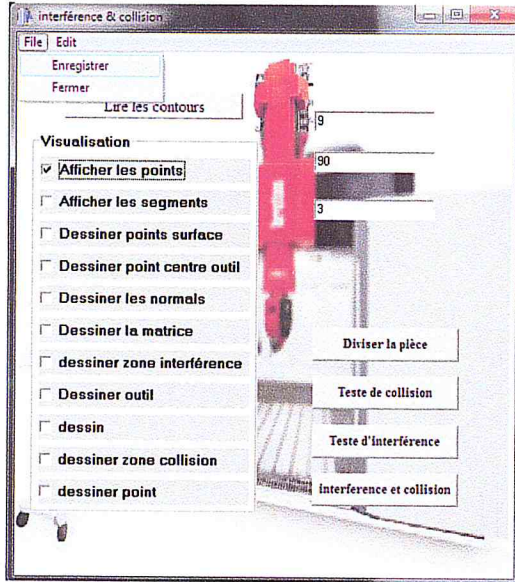 interférence & collision
File Edit
Enregistrer
Fermer
Lire les contours
9
Visualisation
90
Afficher les points
Afficher les segments
3
Dessiner points surface
Dessiner point centre outil
Dessiner les normals
Dessiner la matrice
Diviser la pièce
dessiner zone interférence
Dessiner outil
Teste de collision
dessin
Teste d'interférence
dessiner zone collision
dessiner point
interference et collision